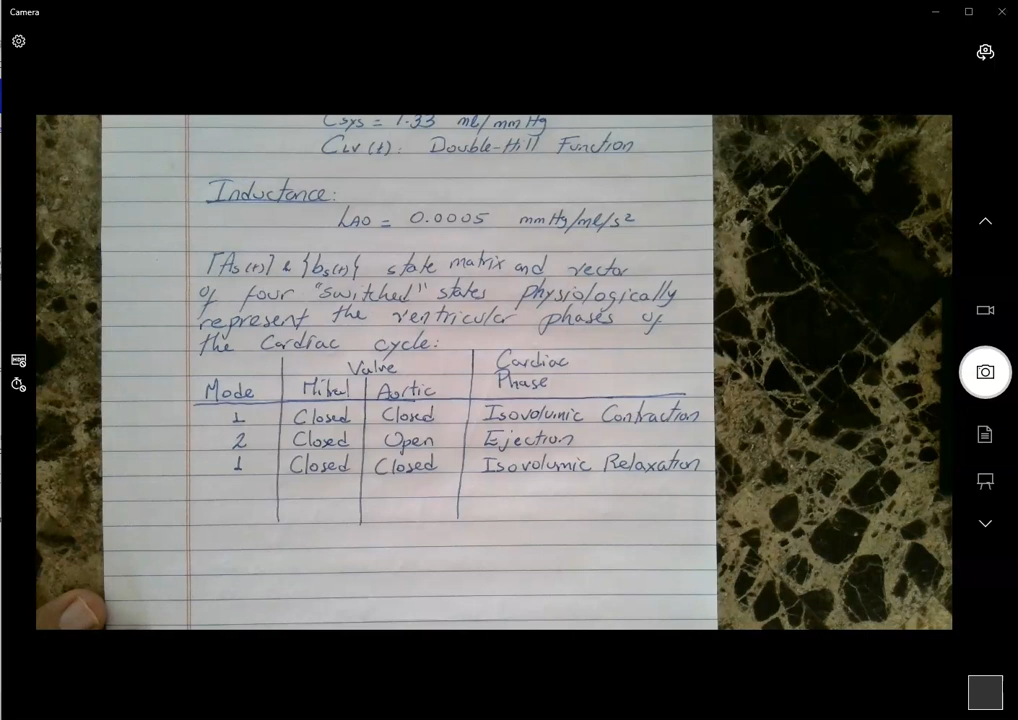 Camera
Csys = 1.33 ml/mmHg
CLV(t): Double-Hill Function
Inductance:
LAO = 0.0005 mmHg/ml/s²
[As(t)] & {bs(t)} state matrix and vector
of four "switched" states physiologically
represent the ventricular phases of
the Cardiac cycle:
Valve Cardiac
Mode Mitral Aortic Phase
1 Closed Closed Isovolumic Contraction
2 Closed Open Ejection
1 Closed Closed Isovolumic Relaxation